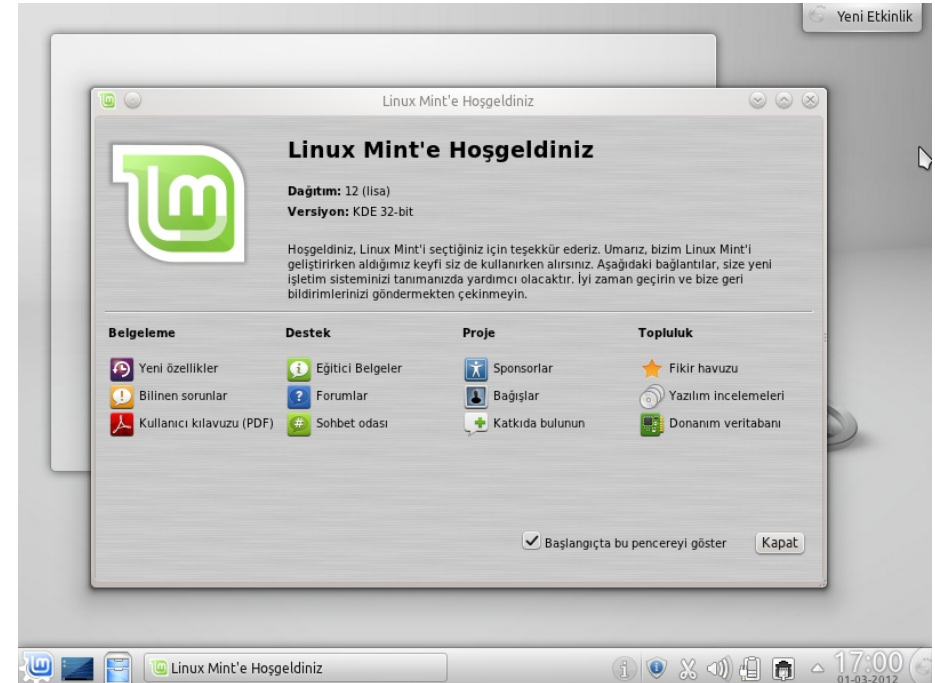 Yeni Etkinlik
Linux Mint'e Hoşgeldiniz
Linux Mint'e Hoşgeldiniz
Dağıtım: 12 (lisa)
Versiyon: KDE 32-bit
Hoşgeldiniz, Linux Mint'i seçtiğiniz için teşekkür ederiz. Umarız, bizim Linux Mint'i
geliştirirken aldığımız keyfi siz de kullanırken alırsınız. Aşağıdaki bağlantılar, size yeni
işletim sisteminizi tanımanızda yardımcı olacaktır. İyi zaman geçirin ve bize geri
bildirimlerinizi göndermekten çekinmeyin.
Belgeleme
Yeni özellikler
Bilinen sorunlar
Kullanıcı kılavuzu (PDF)
Destek
Eğitici Belgeler
Forumlar
Sohbet odası
Proje
Sponsorlar
Bağışlar
Katkıda bulunun
Topluluk
Fikir havuzu
Yazılım incelemeleri
Donanım veritabanı
Başlangıçta bu pencereyi göster
Kapat
Linux Mint'e Hoşgeldiniz
17:00
01-03-2012